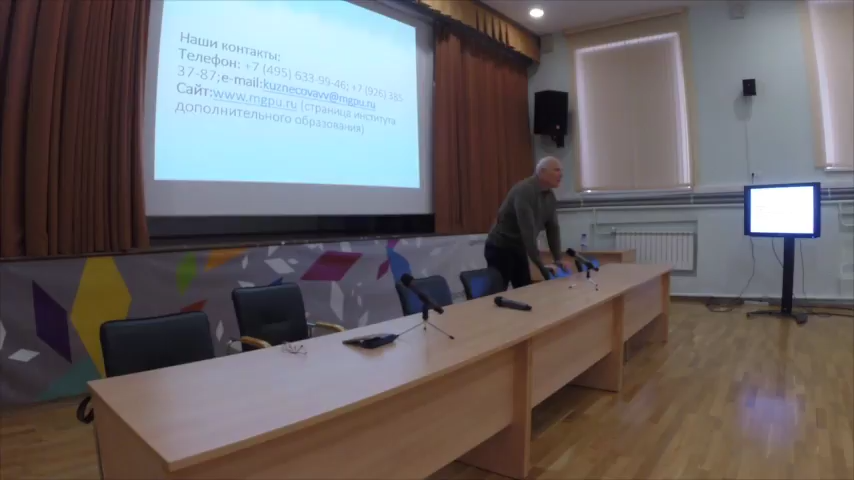 Наши контакты:
Телефон: +7 (495) 633-99-46; +7 (926) 385
37-87;e-mail:kuznecovavv@mgpu.ru
Сайт:www.mgpu.ru (страница института
дополнительного образования)